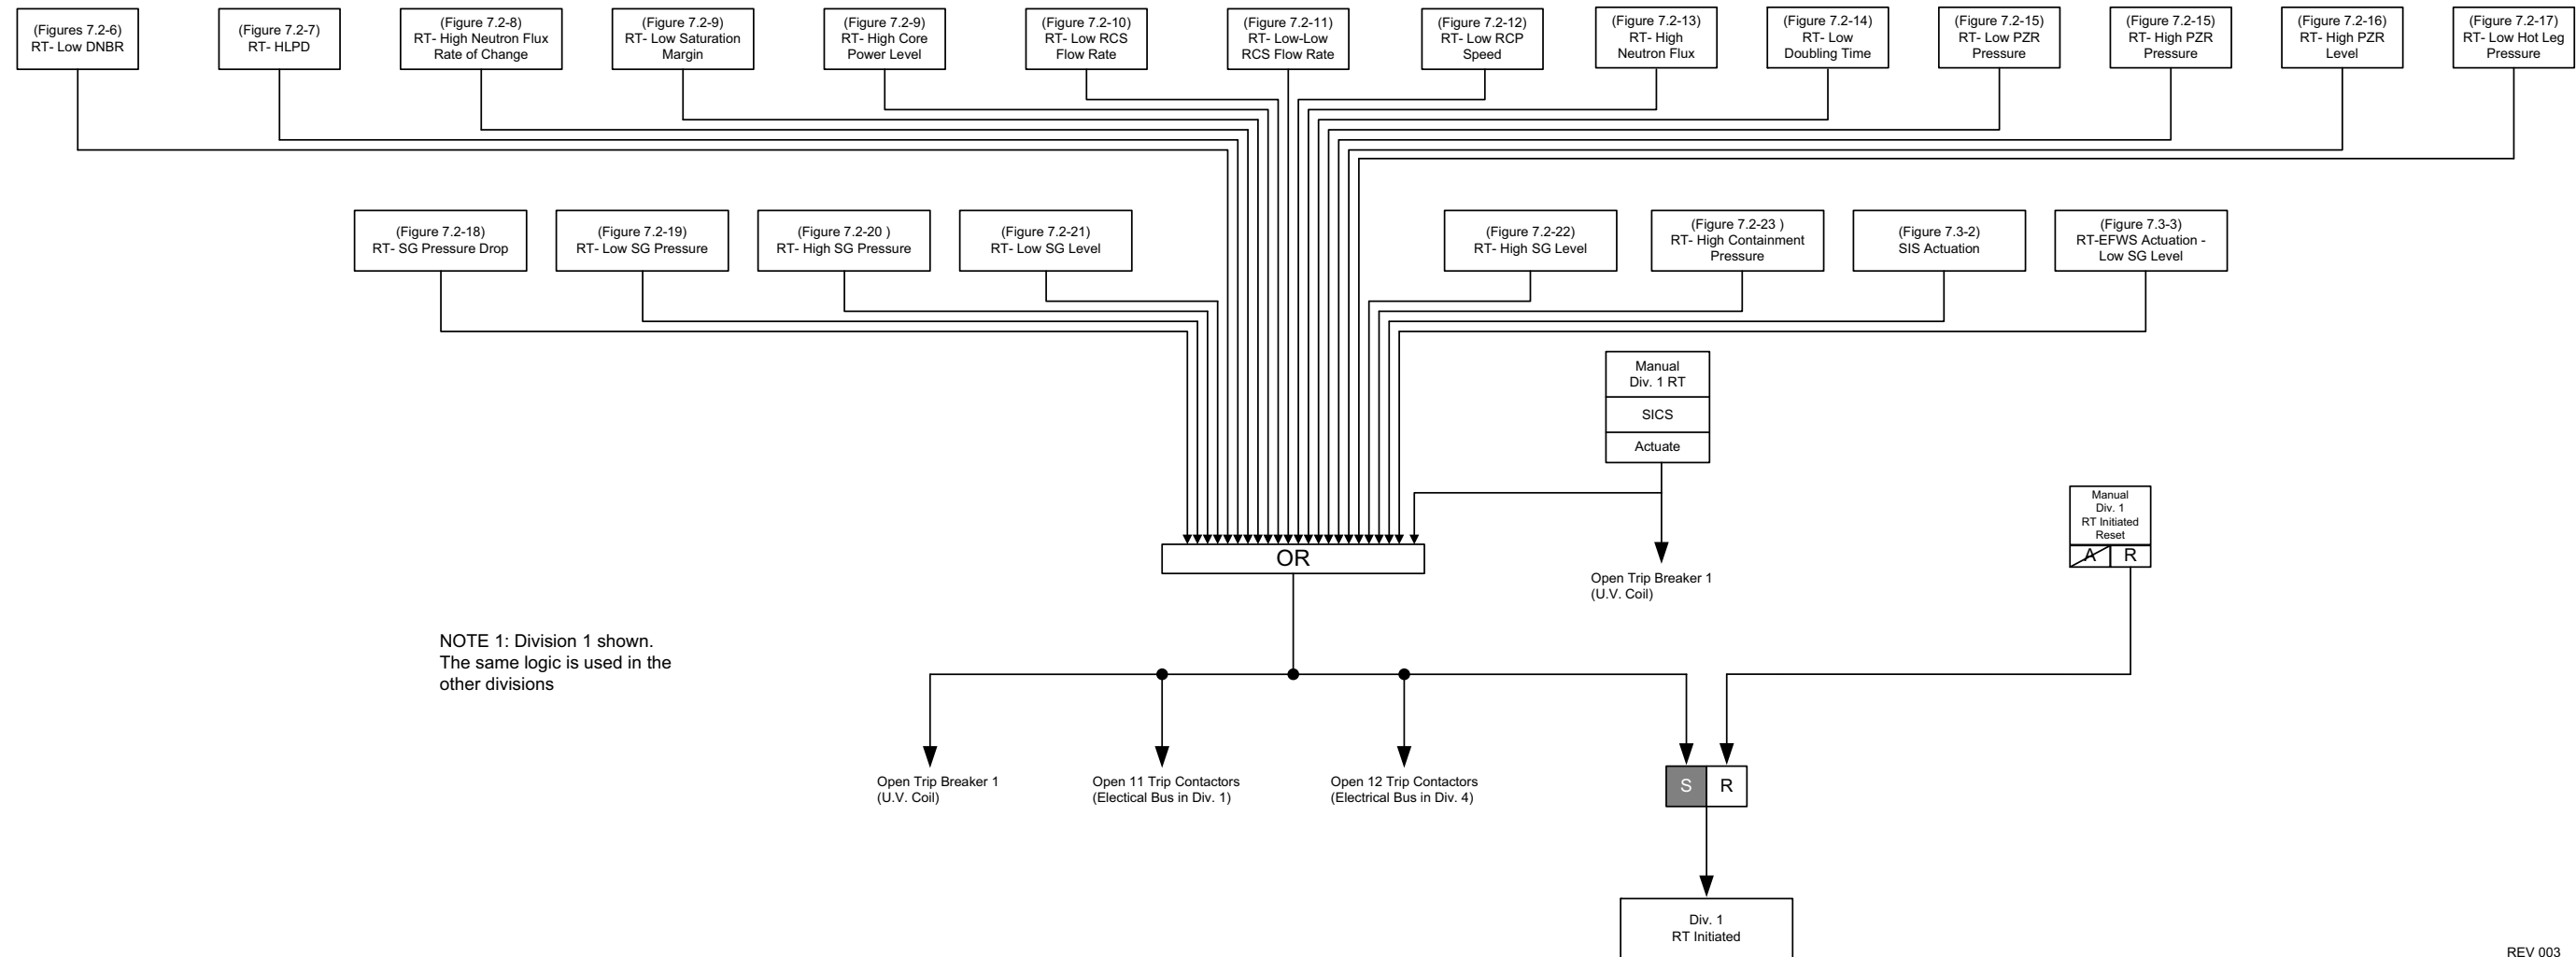 (Figures 7.2-6)
RT- Low DNBR
(Figure 7.2-7)
RT- HLPD
(Figure 7.2-8)
RT- High Neutron Flux
Rate of Change
(Figure 7.2-9)
RT- Low Saturation
Margin
(Figure 7.2-9)
RT- High Core
Power Level
(Figure 7.2-10)
RT- Low RCS
Flow Rate
(Figure 7.2-11)
RT- Low-Low
RCS Flow Rate
(Figure 7.2-12)
RT- Low RCP
Speed
(Figure 7.2-13)
RT- High
Neutron Flux
(Figure 7.2-14)
RT- Low
Doubling Time
(Figure 7.2-15)
RT- Low PZR
Pressure
(Figure 7.2-15)
RT- High PZR
Pressure
(Figure 7.2-16)
RT- High PZR
Level
(Figure 7.2-17)
RT- Low Hot Leg
Pressure
(Figure 7.2-18)
RT- SG Pressure Drop
(Figure 7.2-19)
RT- Low SG Pressure
(Figure 7.2-20 )
RT- High SG Pressure
(Figure 7.2-21)
RT- Low SG Level
(Figure 7.2-22)
RT- High SG Level
(Figure 7.2-23 )
RT- High Containment
Pressure
(Figure 7.3-2)
SIS Actuation
(Figure 7.3-3)
RT-EFWS Actuation -
Low SG Level
Manual
Div. 1 RT
SICS
Actuate
Manual
Div. 1
RT Initiated
Reset
A R
OR
Open Trip Breaker 1
(U.V. Coil)
NOTE 1: Division 1 shown.
The same logic is used in the
other divisions
Open Trip Breaker 1
(U.V. Coil)
Open 11 Trip Contactors
(Electical Bus in Div. 1)
Open 12 Trip Contactors
(Electrical Bus in Div. 4)
S R
Div. 1
RT Initiated
REV 003